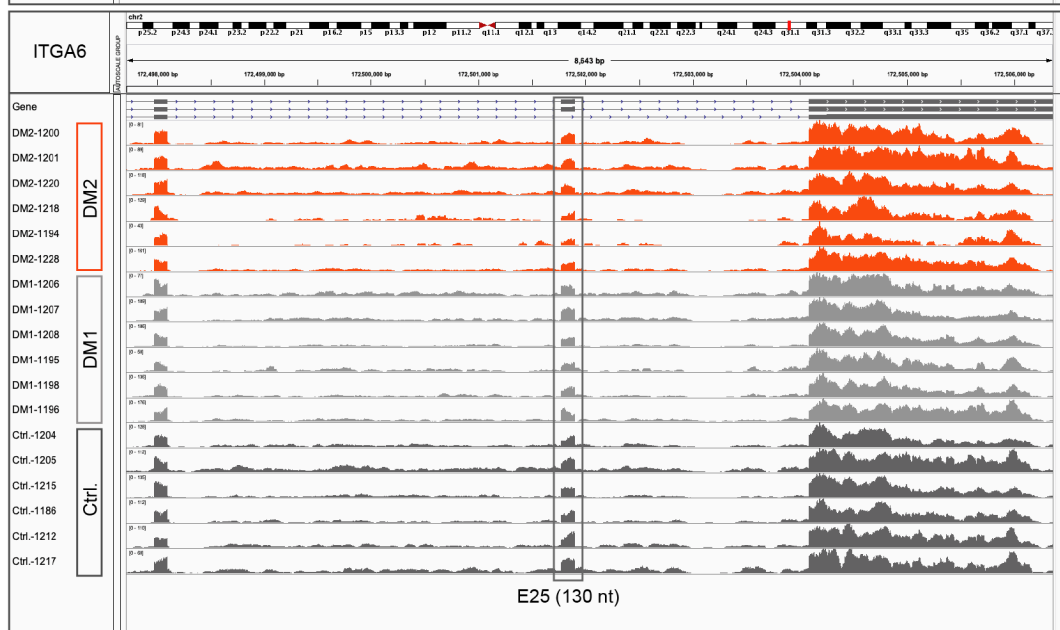 chr2
p25.2 p24.3 p24.1 p23.2 p22.2 p21 p16.2 p15 p13.3 p12 p11.2 q11.1 q12.1 q13 q14.2 q21.1 q22.1 q22.3 q24.1 q24.3 q31.1 q31.3 q32.2 q33.1 q33.3 q35 q36.2 q37.1 q37.
ITGA6
AUTOSCALE GROUP
8,643 bp
172,498,000 bp 172,499,000 bp 172,500,000 bp 172,501,000 bp 172,502,000 bp 172,503,000 bp 172,504,000 bp 172,505,000 bp 172,506,000 bp
Gene
DM2
DM2-1200
DM2-1201
DM2-1220
DM2-1218
DM2-1194
DM2-1228
DM1
DM1-1206
DM1-1207
DM1-1208
DM1-1195
DM1-1198
DM1-1196
Ctrl.
Ctrl.-1204
Ctrl.-1205
Ctrl.-1215
Ctrl.-1186
Ctrl.-1212
Ctrl.-1217
E25 (130 nt)